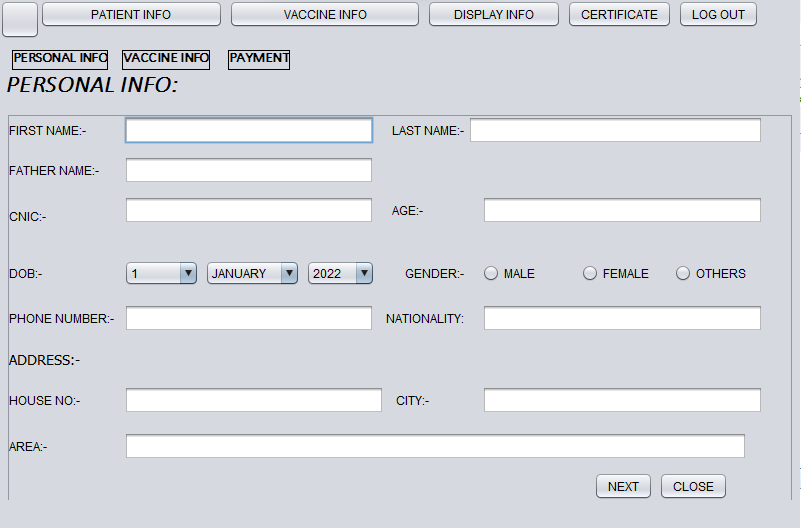 PATIENT INFO VACCINE INFO DISPLAY INFO CERTIFICATE LOG OUT
PERSONAL INFO VACCINE INFO PAYMENT
PERSONAL INFO:
FIRST NAME:- LAST NAME:-
FATHER NAME:-
CNIC:- AGE:-
DOB:- 1 JANUARY 2022 GENDER:- MALE FEMALE OTHERS
PHONE NUMBER:- NATIONALITY:
ADDRESS:-
HOUSE NO:- CITY:-
AREA:-
NEXT CLOSE